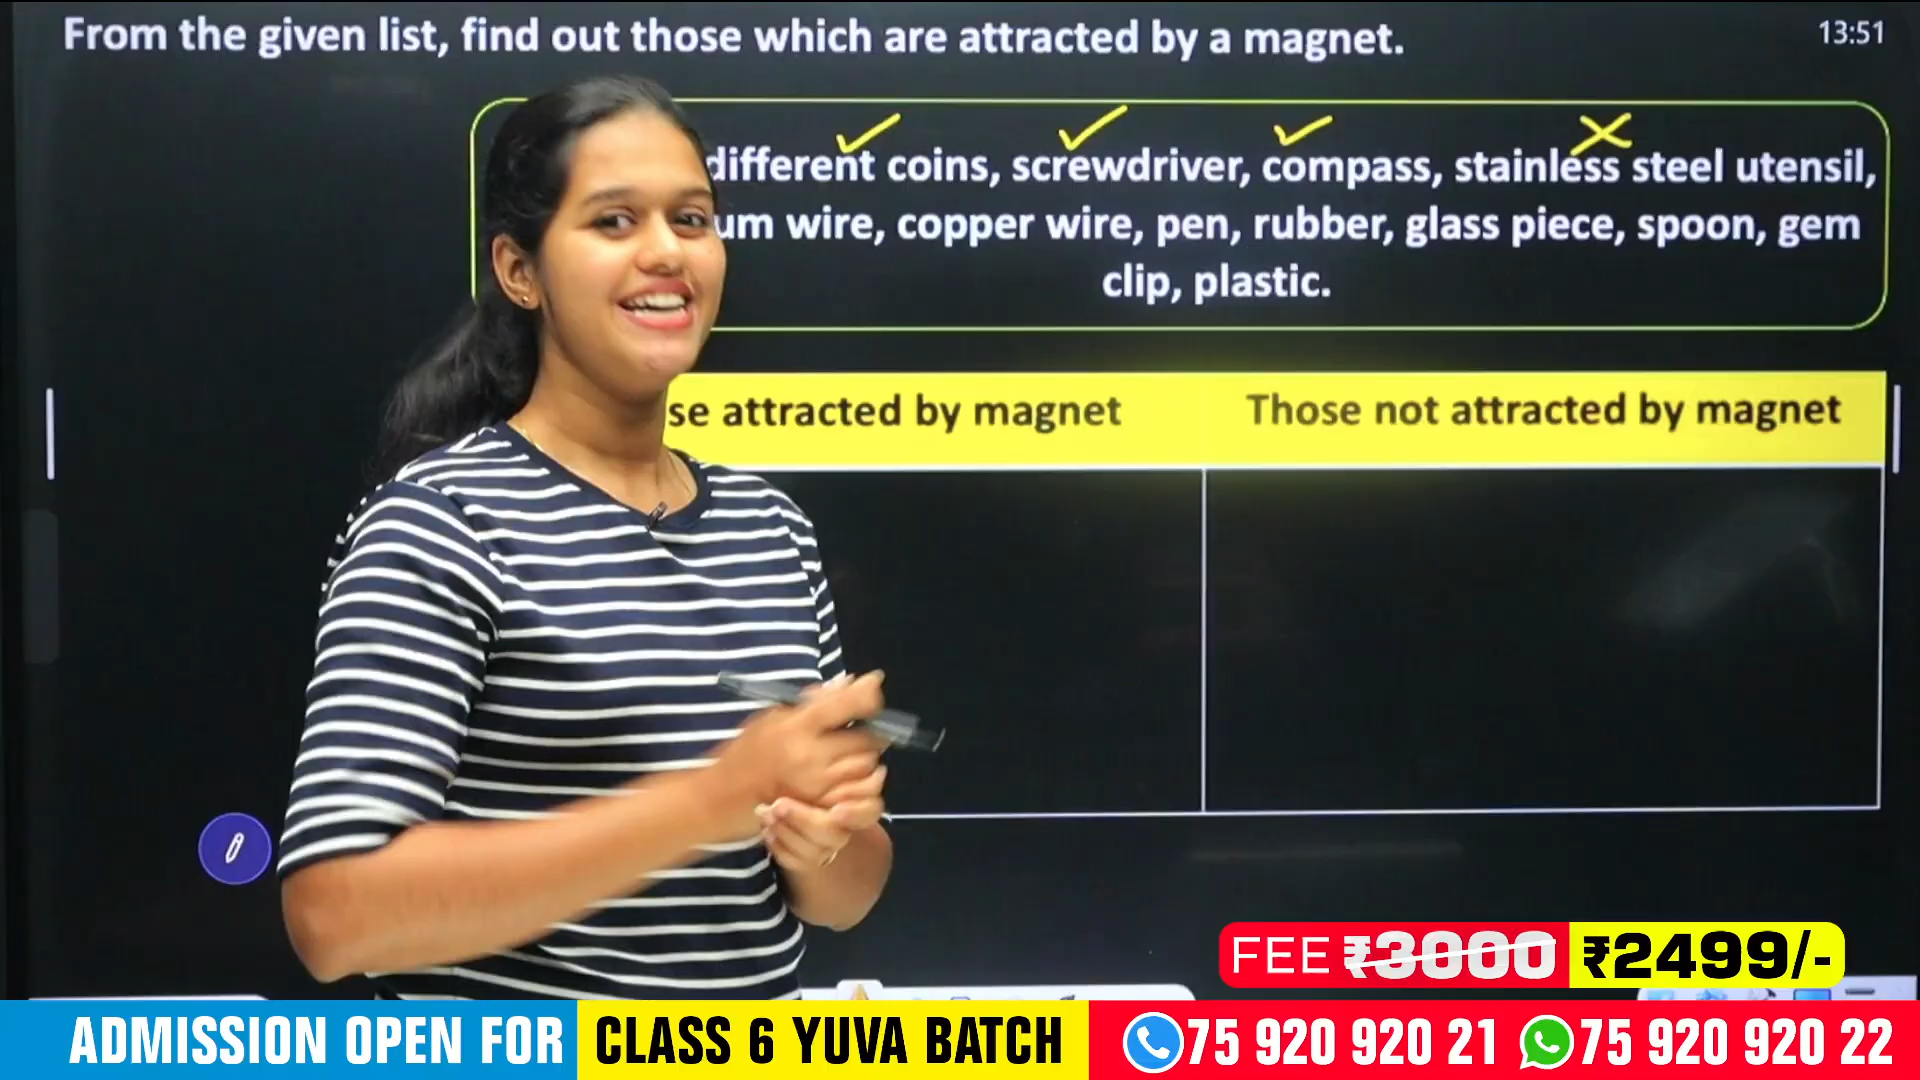 From the given list, find out those which are attracted by a magnet.
13:51
different coins, screwdriver, compass, stainless steel utensil,
wire, copper wire, pen, rubber, glass piece, spoon, gem
clip, plastic.
attracted by magnet
Those not attracted by magnet
FEE ₹3000 ₹2499/-
ADMISSION OPEN FOR CLASS 6 YUVA BATCH 75 920 920 21 75 920 920 22